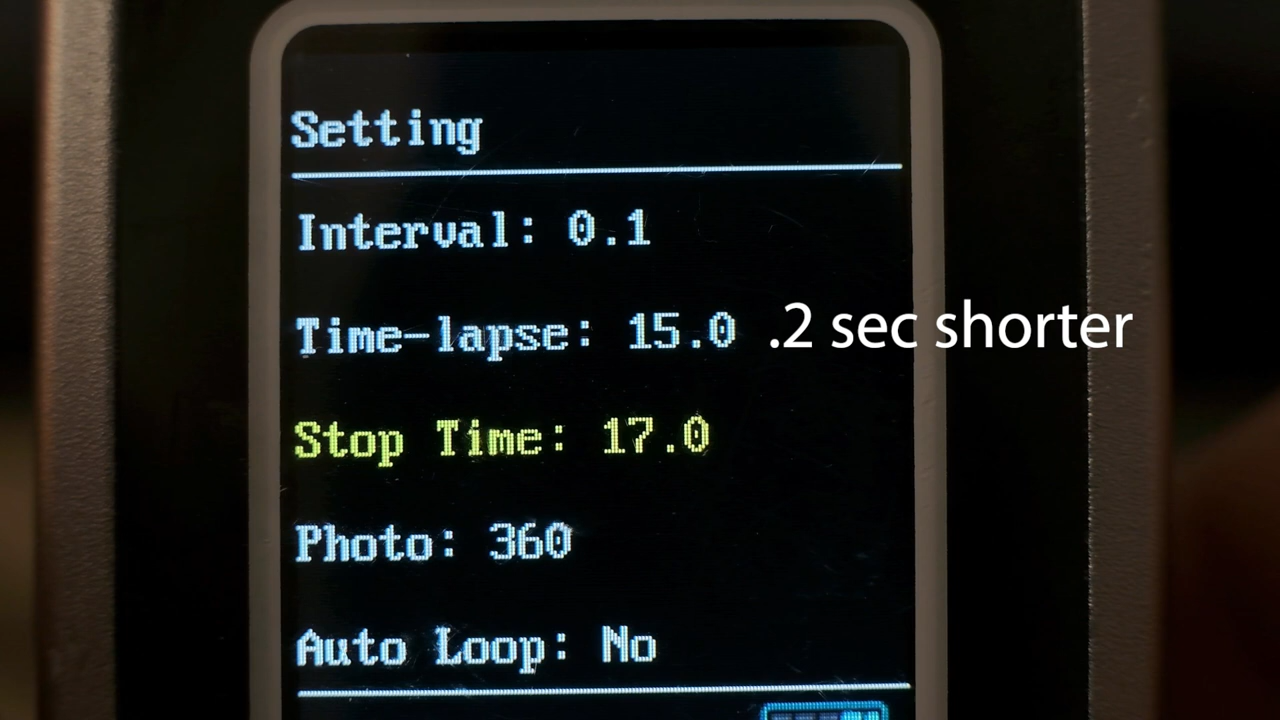 Setting
Interval: 0.1
Time-lapse: 15.0 .2 sec shorter
Stop Time: 17.0
Photo: 360
Auto Loop: No